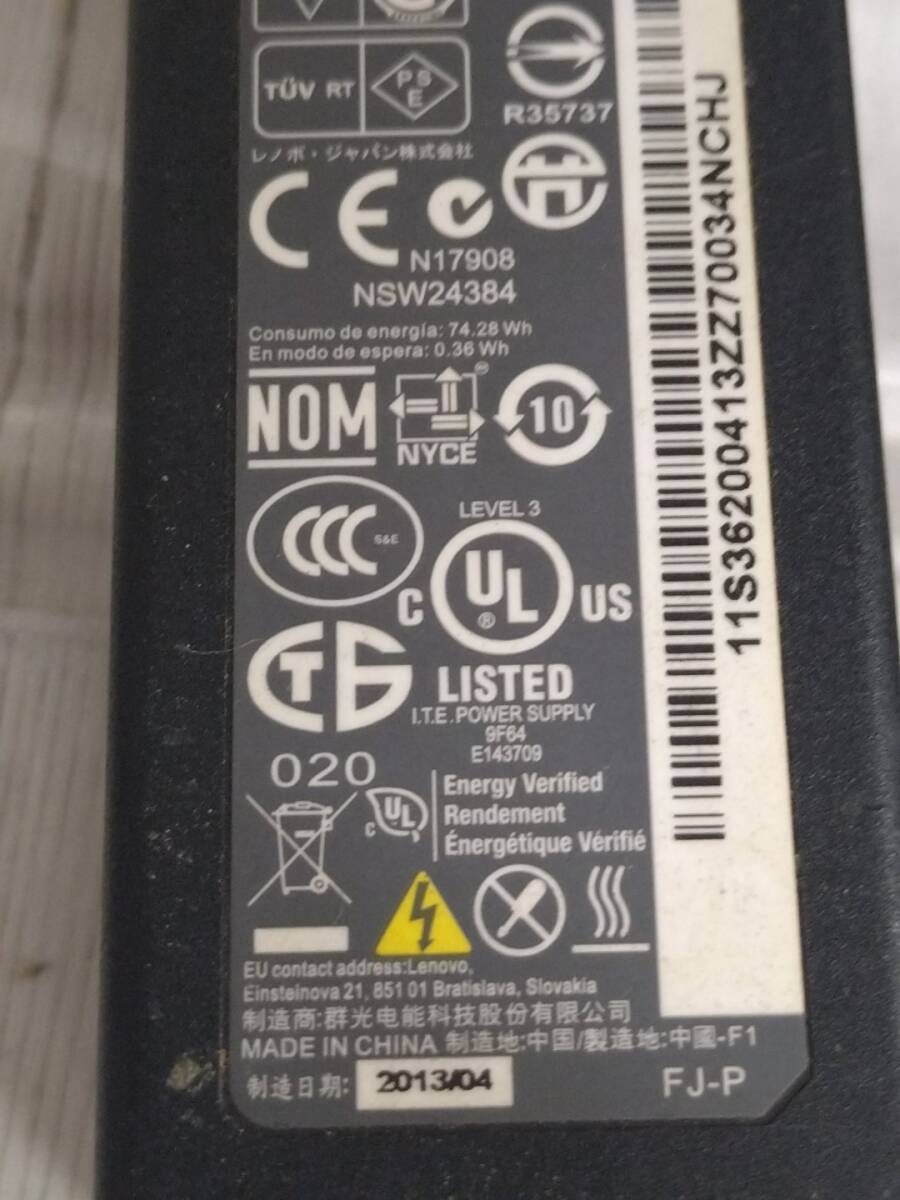 TÜV RT
PSE
R35737
レノボ・ジャパン株式会社
CE
N17908
NSW24384
Consumo de energía: 74.28 Wh
En modo de espera: 0.36 Wh
NOM
NYCE
10
CCC S&E
LEVEL 3
C UL ® US
LISTED
I.T.E. POWER SUPPLY
9F64
E143709
020
C UL
Energy Verified
Rendement
Énergétique Vérifié
EU contact address:Lenovo,
Einsteinova 21, 851 01 Bratislava, Slovakia
制造商:群光电能科技股份有限公司
MADE IN CHINA 制造地:中国/製造地:中國-F1
制造日期: 2013/04
FJ-P
11S36200413ZZ70034NCHJ